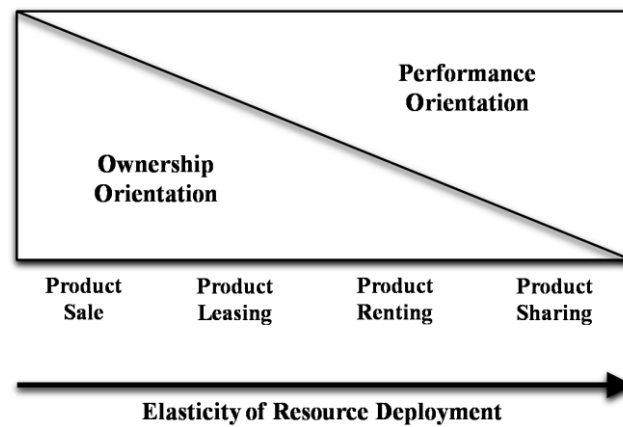 Performance
Orientation
Ownership
Orientation
Product
Sale
Product
Leasing
Product
Renting
Product
Sharing
Elasticity of Resource Deployment